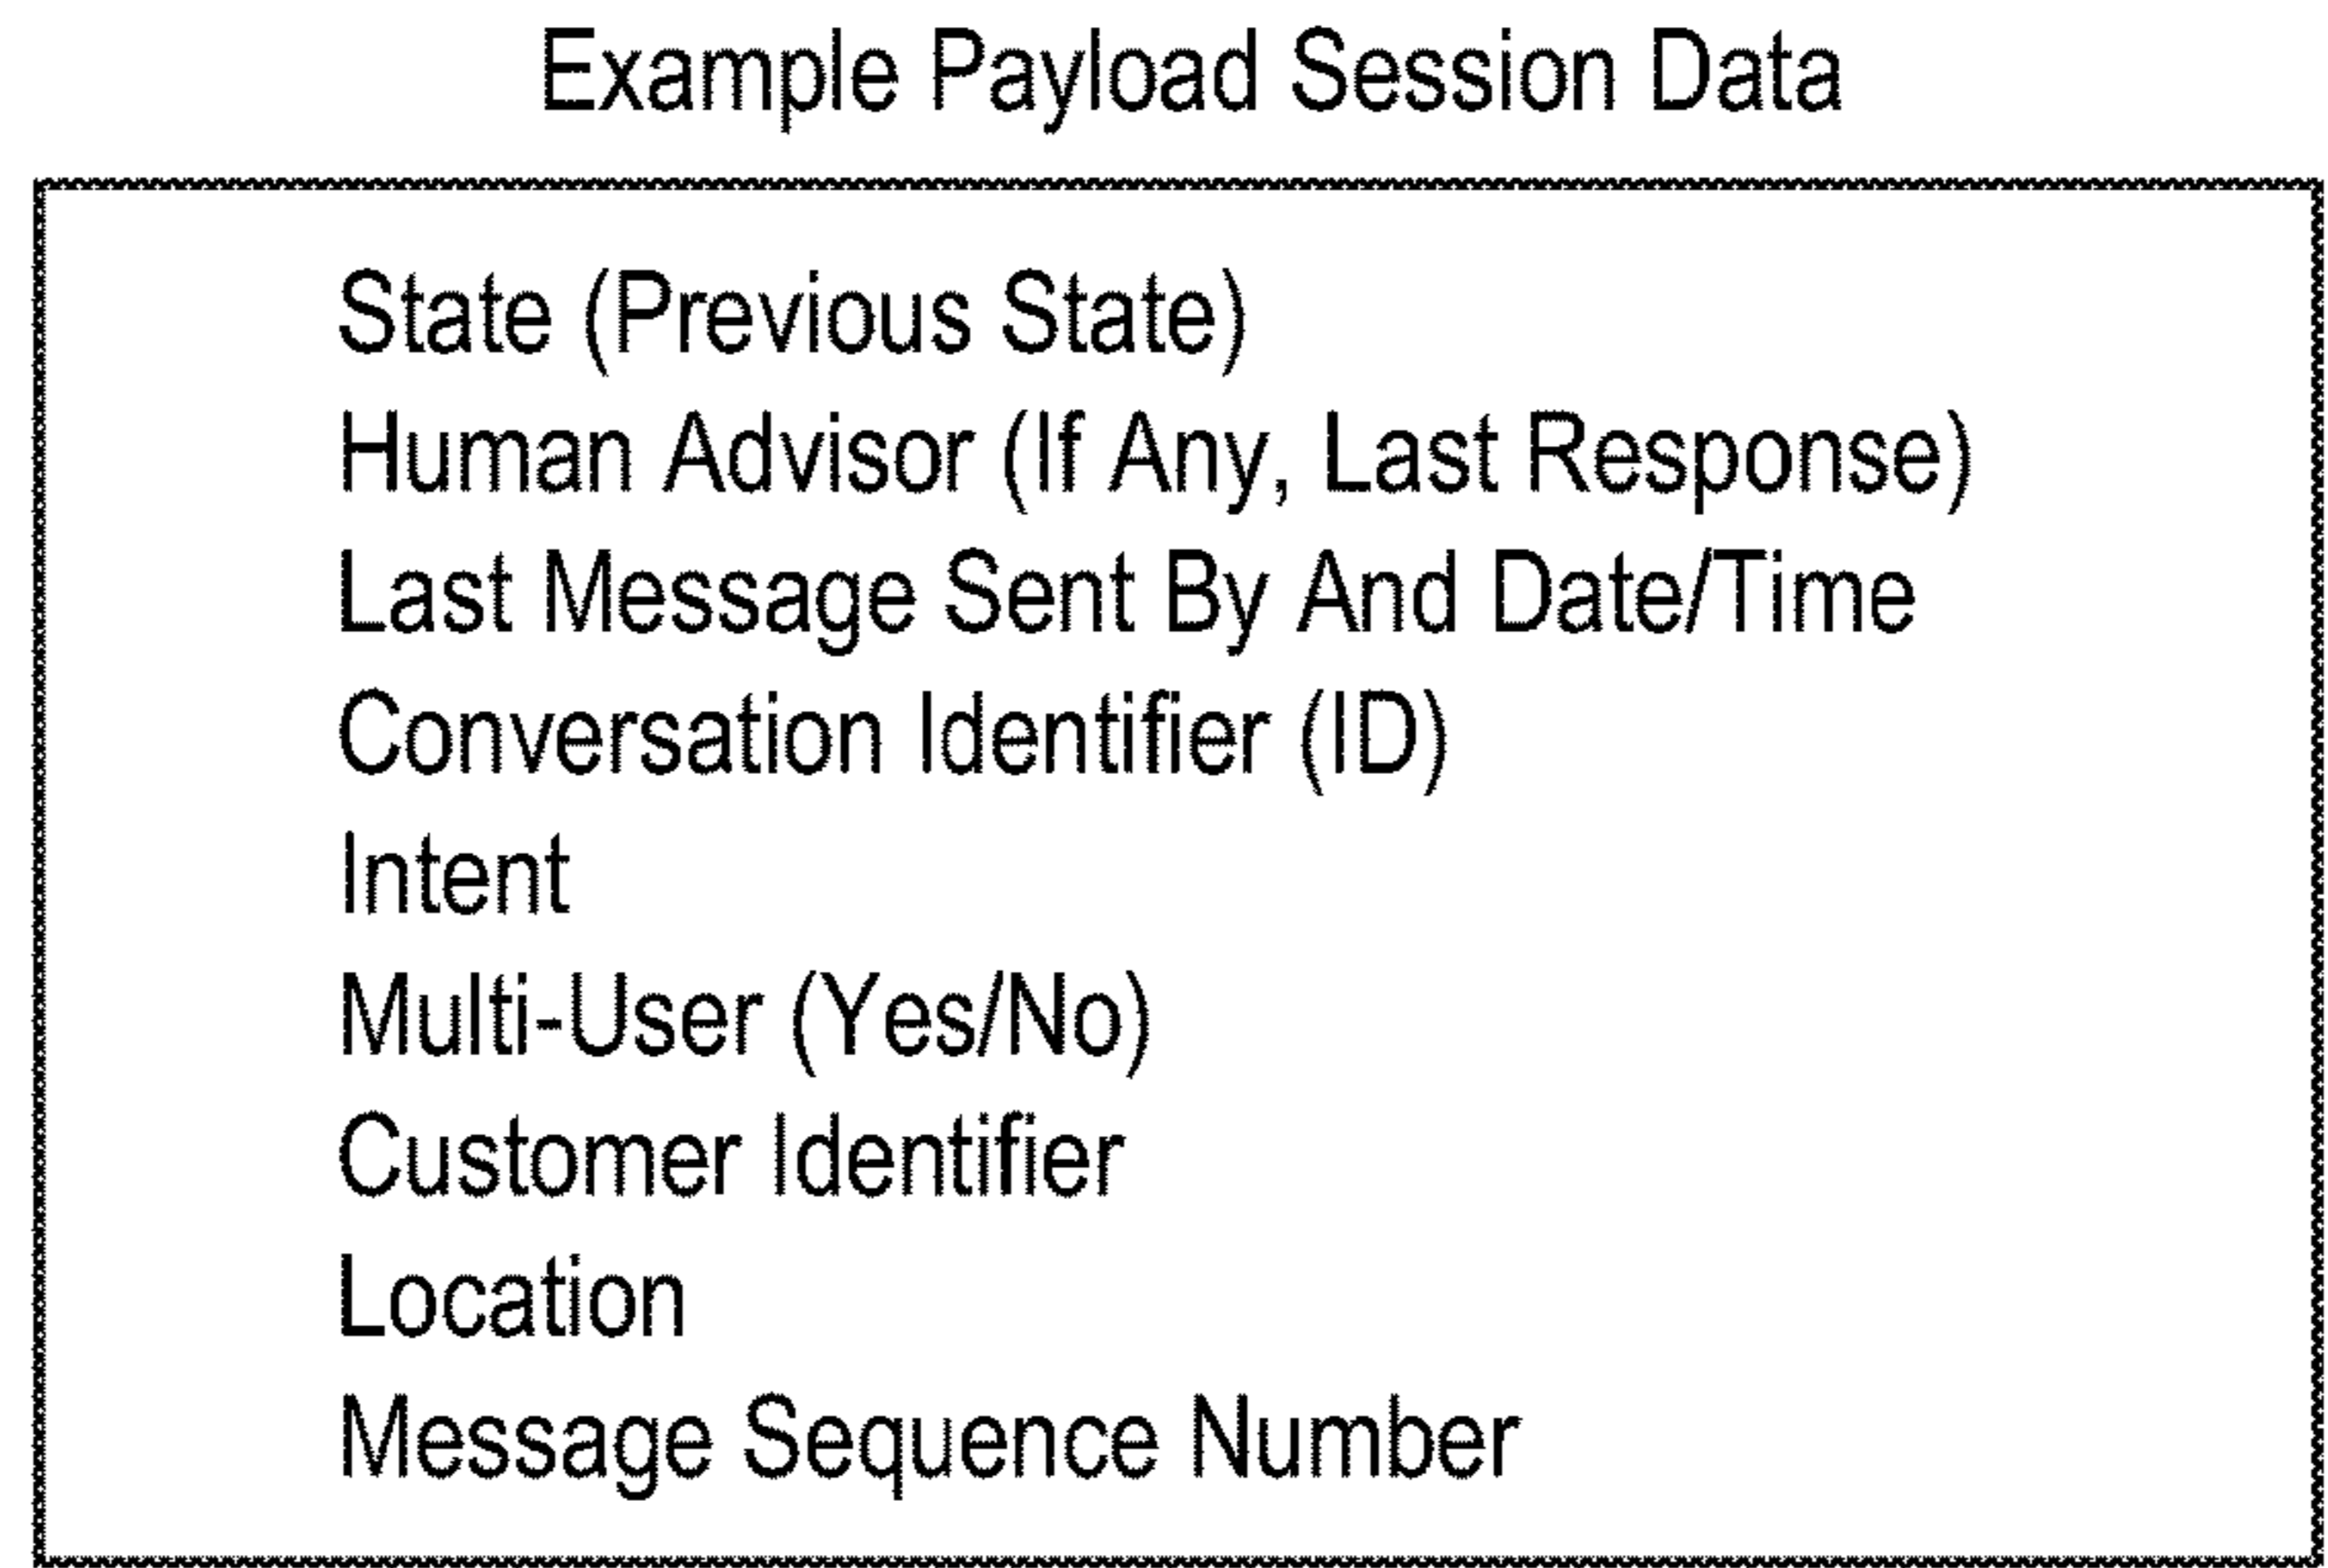 Example Payload Session Data
State (Previous State)
Human Advisor (If Any, Last Response)
Last Message Sent By And Date/Time
Conversation Identifier (ID)
Intent
Multi-User (Yes/No)
Customer Identifier
Location
Message Sequence Number